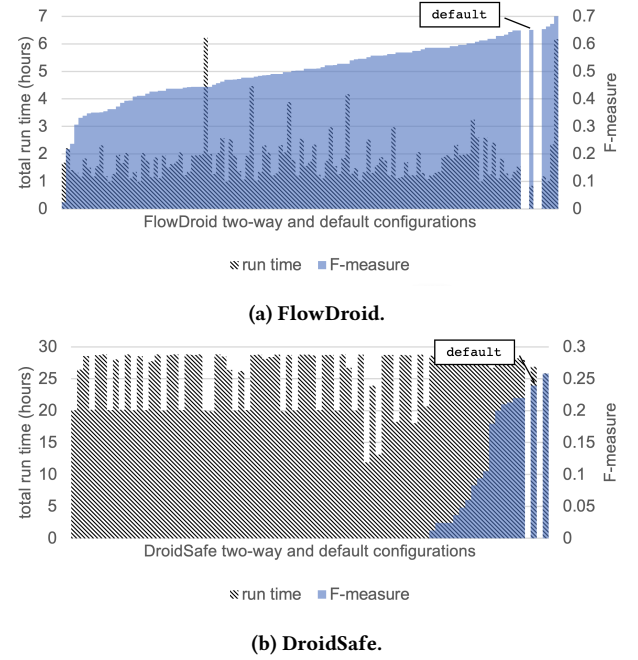 default
7
6
5
4
3
2
1
0
total run time (hours)
0.7
0.6
0.5
0.4
0.3
0.2
0.1
0
F-measure
FlowDroid two-way and default configurations
run time F-measure
(a) FlowDroid.
default
30
25
20
15
10
5
0
total run time (hours)
0.3
0.25
0.2
0.15
0.1
0.05
0
F-measure
DroidSafe two-way and default configurations
run time F-measure
(b) DroidSafe.